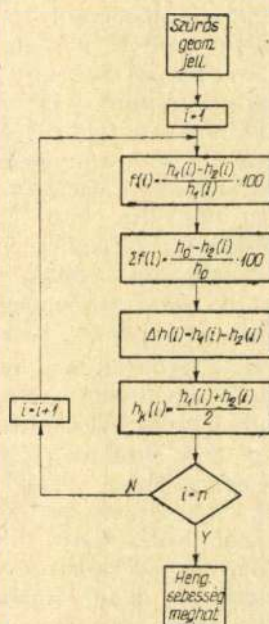 Szúrás
geom.
jell.
i=1
f(i)= h₁(i)-h₂(i) / h₁(i) ·100
Σf(i)= h₀-h₂(i) / h₀ ·100
Δh(i)=h₁(i)-h₂(i)
hₖ(i)= h₁(i)+h₂(i) / 2
i=i+1
i=n
N
Y
Heng.
sebesség
meghat.